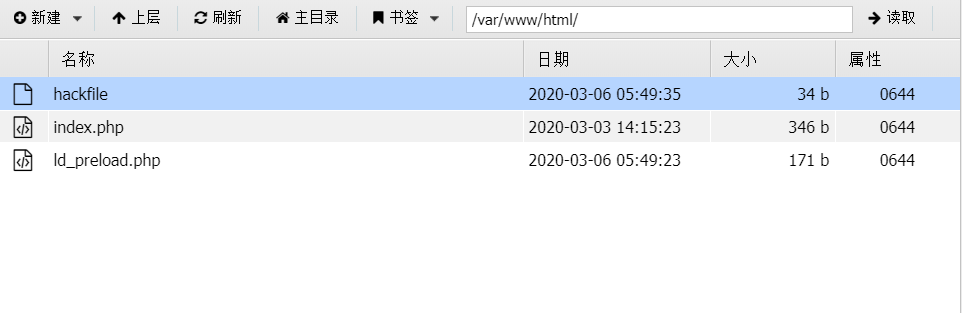 新建 上层 刷新 主目录 书签 /var/www/html/ 读取
名称 日期 大小 属性
hackfile 2020-03-06 05:49:35 34 b 0644
index.php 2020-03-03 14:15:23 346 b 0644
ld_preload.php 2020-03-06 05:49:23 171 b 0644